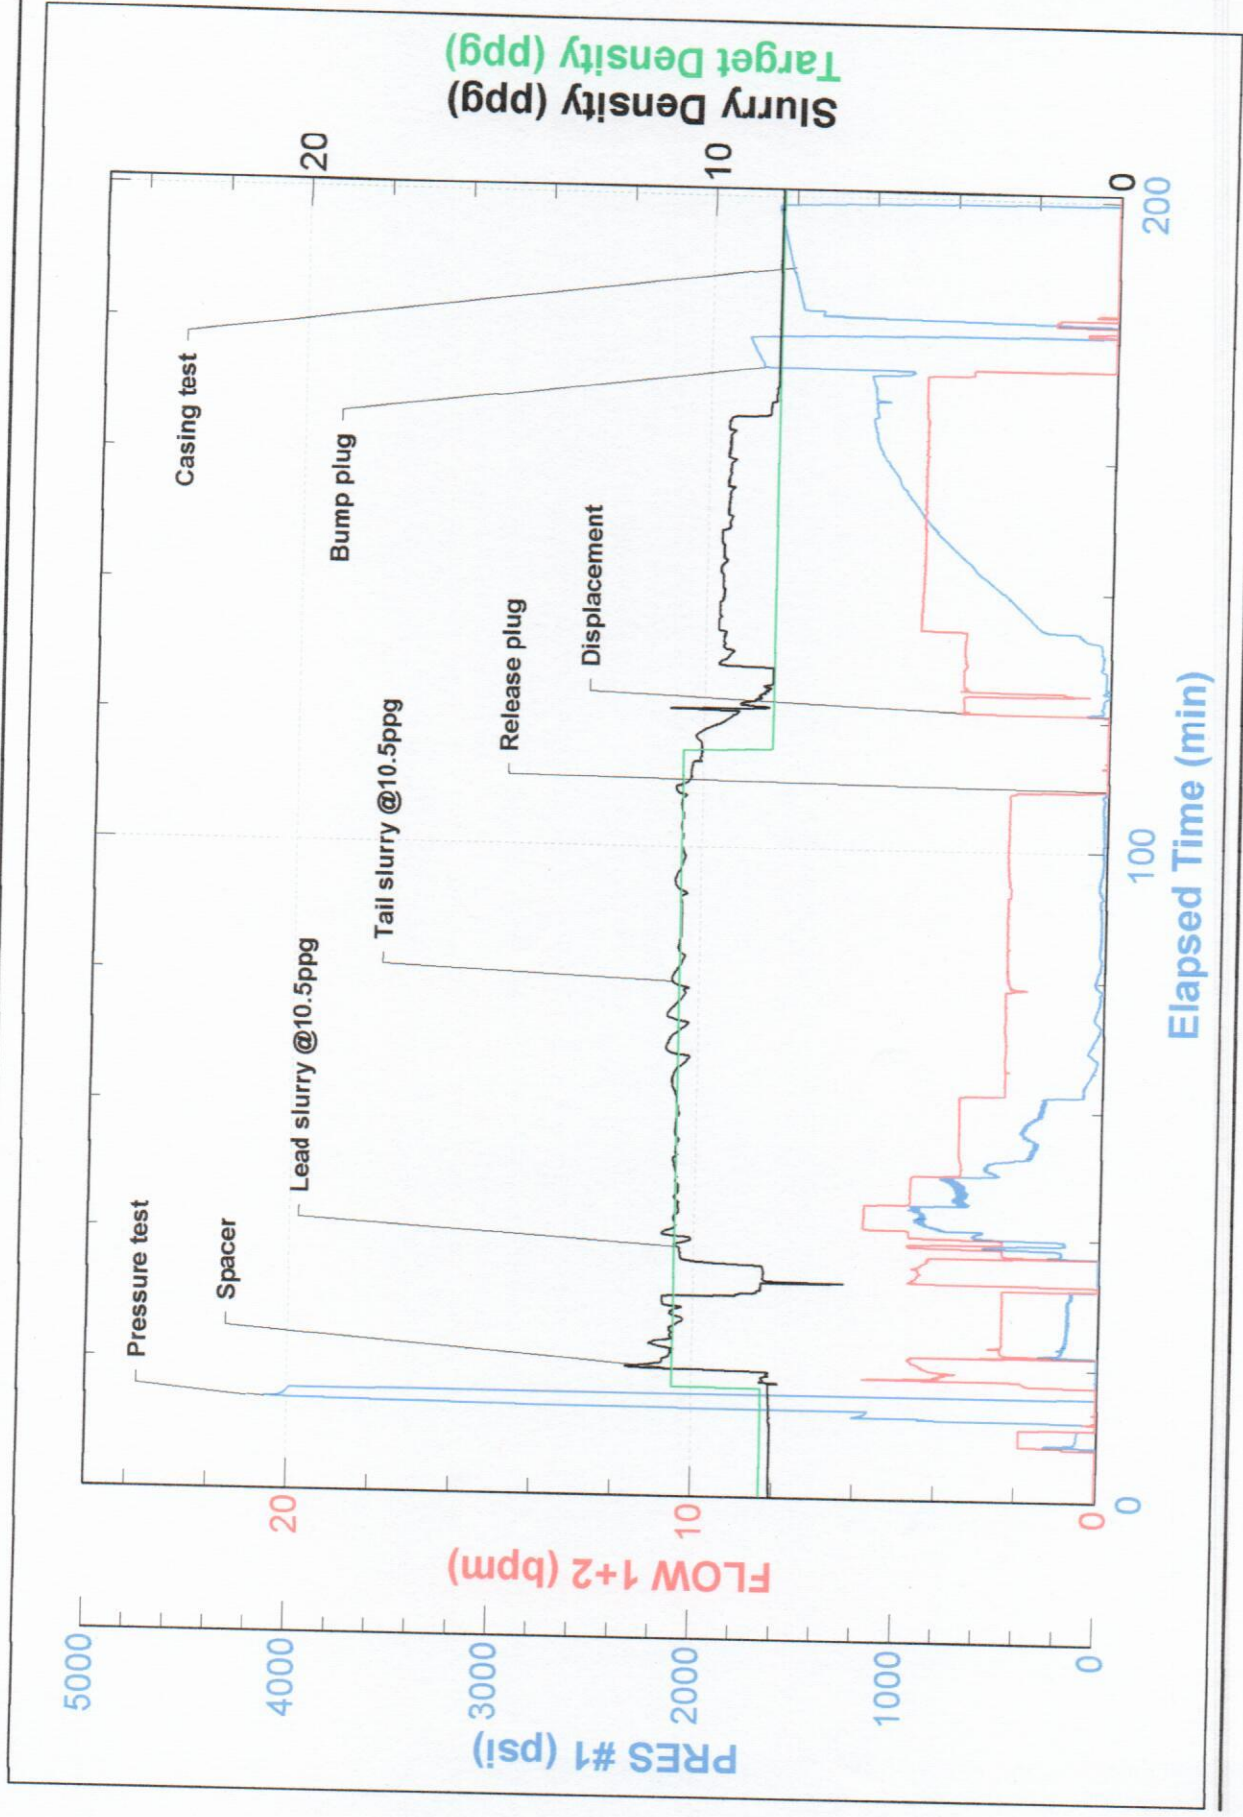 PRES #1 (psi)
5000
4000
3000
2000
1000
0
FLOW 1+2 (bpm)
20
10
0
Pressure test
Spacer
Lead slurry @10.5ppg
Tail slurry @10.5ppg
Release plug
Displacement
Bump plug
Casing test
20
10
0
Slurry Density (ppg)
Target Density (ppg)
0
100
200
Elapsed Time (min)